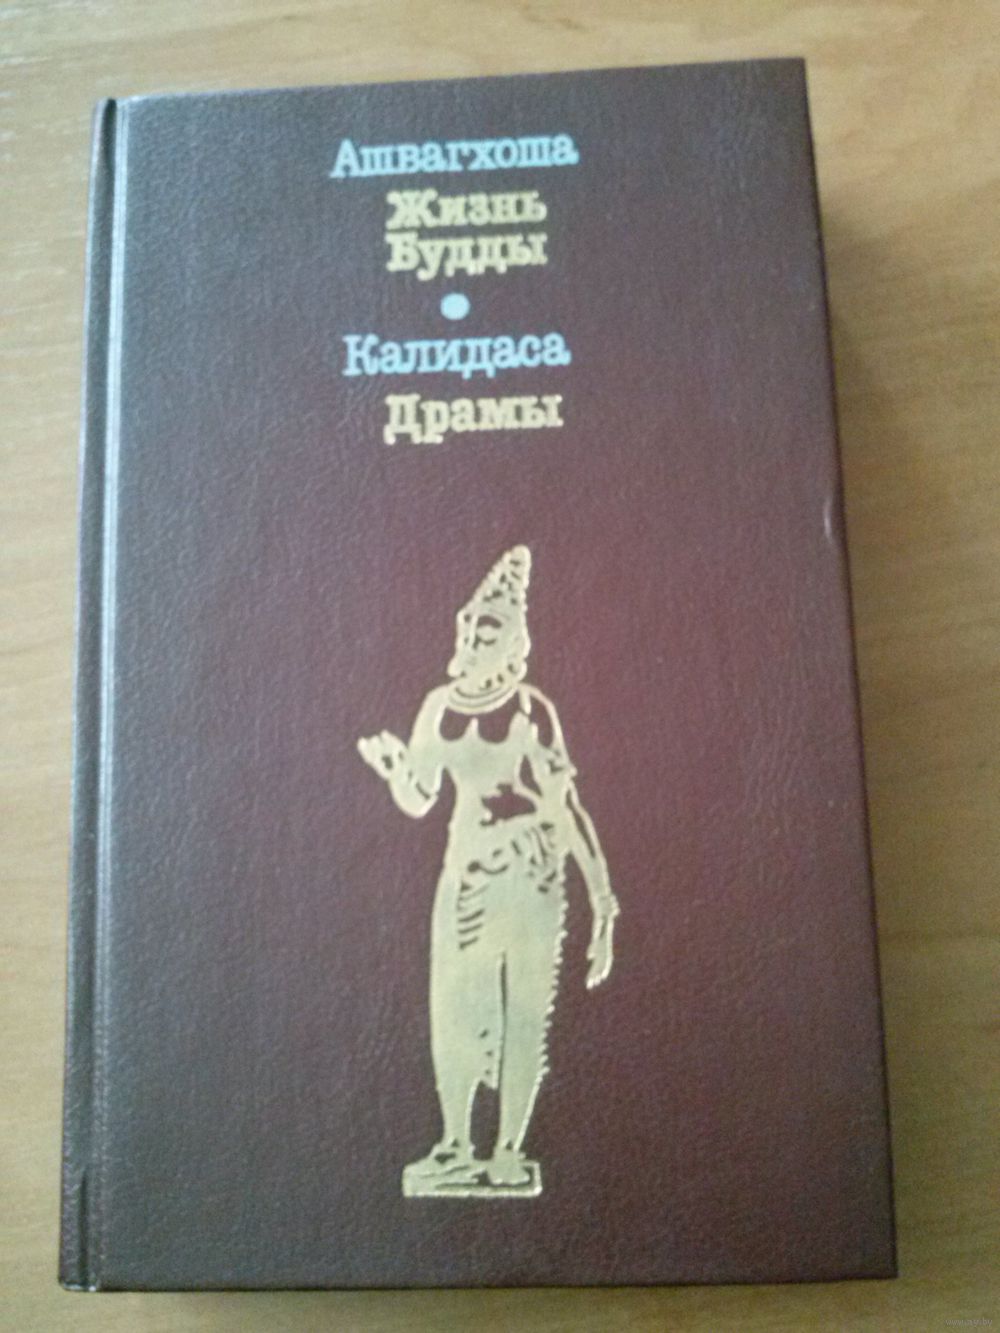 Ашвагхоша
Жизнь
Будды
Калидаса
Драмы